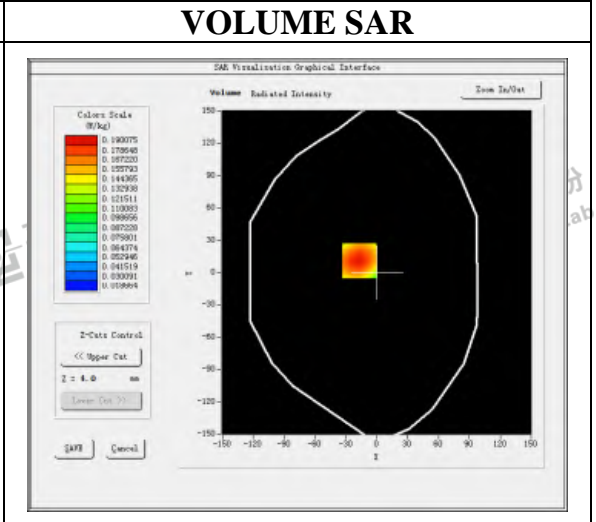 VOLUME SAR
SAR Visualisation Graphical Interface
Volume Radiated Intensity
Zoom In/Out
Colors Scale
(W/kg)
0.190075
0.178648
0.167220
0.155793
0.144365
0.132938
0.121511
0.110083
0.098656
0.087228
0.075801
0.064374
0.052946
0.041519
0.030091
0.018664
150
120
90
60
30
0
-30
-60
-90
-120
-150
-150 -120 -90 -60 -30 0 30 60 90 120 150
X
Z-Cuts Control
<< Upper Cut
Z = 4.0 mm
Lower Cut >>
SAVE
Cancel
份
ab